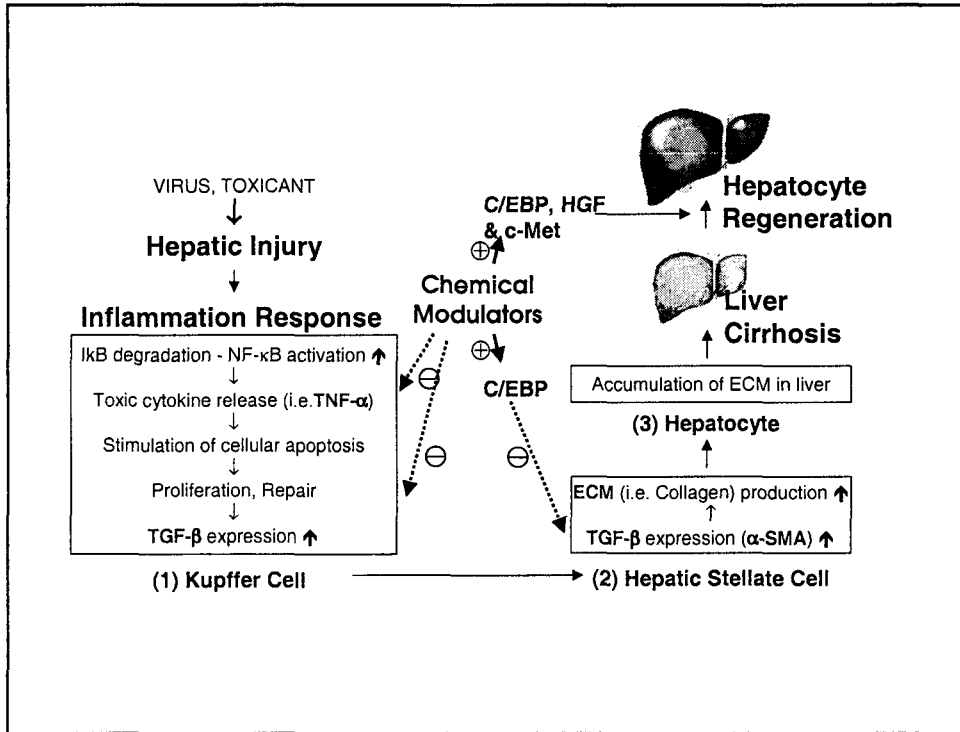 VIRUS, TOXICANT
↓
Hepatic Injury
↓
Inflammation Response
IkB degradation - NF-κB activation ↑
↓
Toxic cytokine release (i.e.TNF-α)
↓
Stimulation of cellular apoptosis
↓
Proliferation, Repair
↓
TGF-β expression ↑
(1) Kupffer Cell
C/EBP, HGF
& c-Met
⊕
Chemical
Modulators
⊕
⊖
C/EBP
⊖
⊖
Hepatocyte
Regeneration
↑
Liver
Cirrhosis
↑
Accumulation of ECM in liver
(3) Hepatocyte
↑
ECM (i.e. Collagen) production ↑
↑
TGF-β expression (α-SMA) ↑
(2) Hepatic Stellate Cell